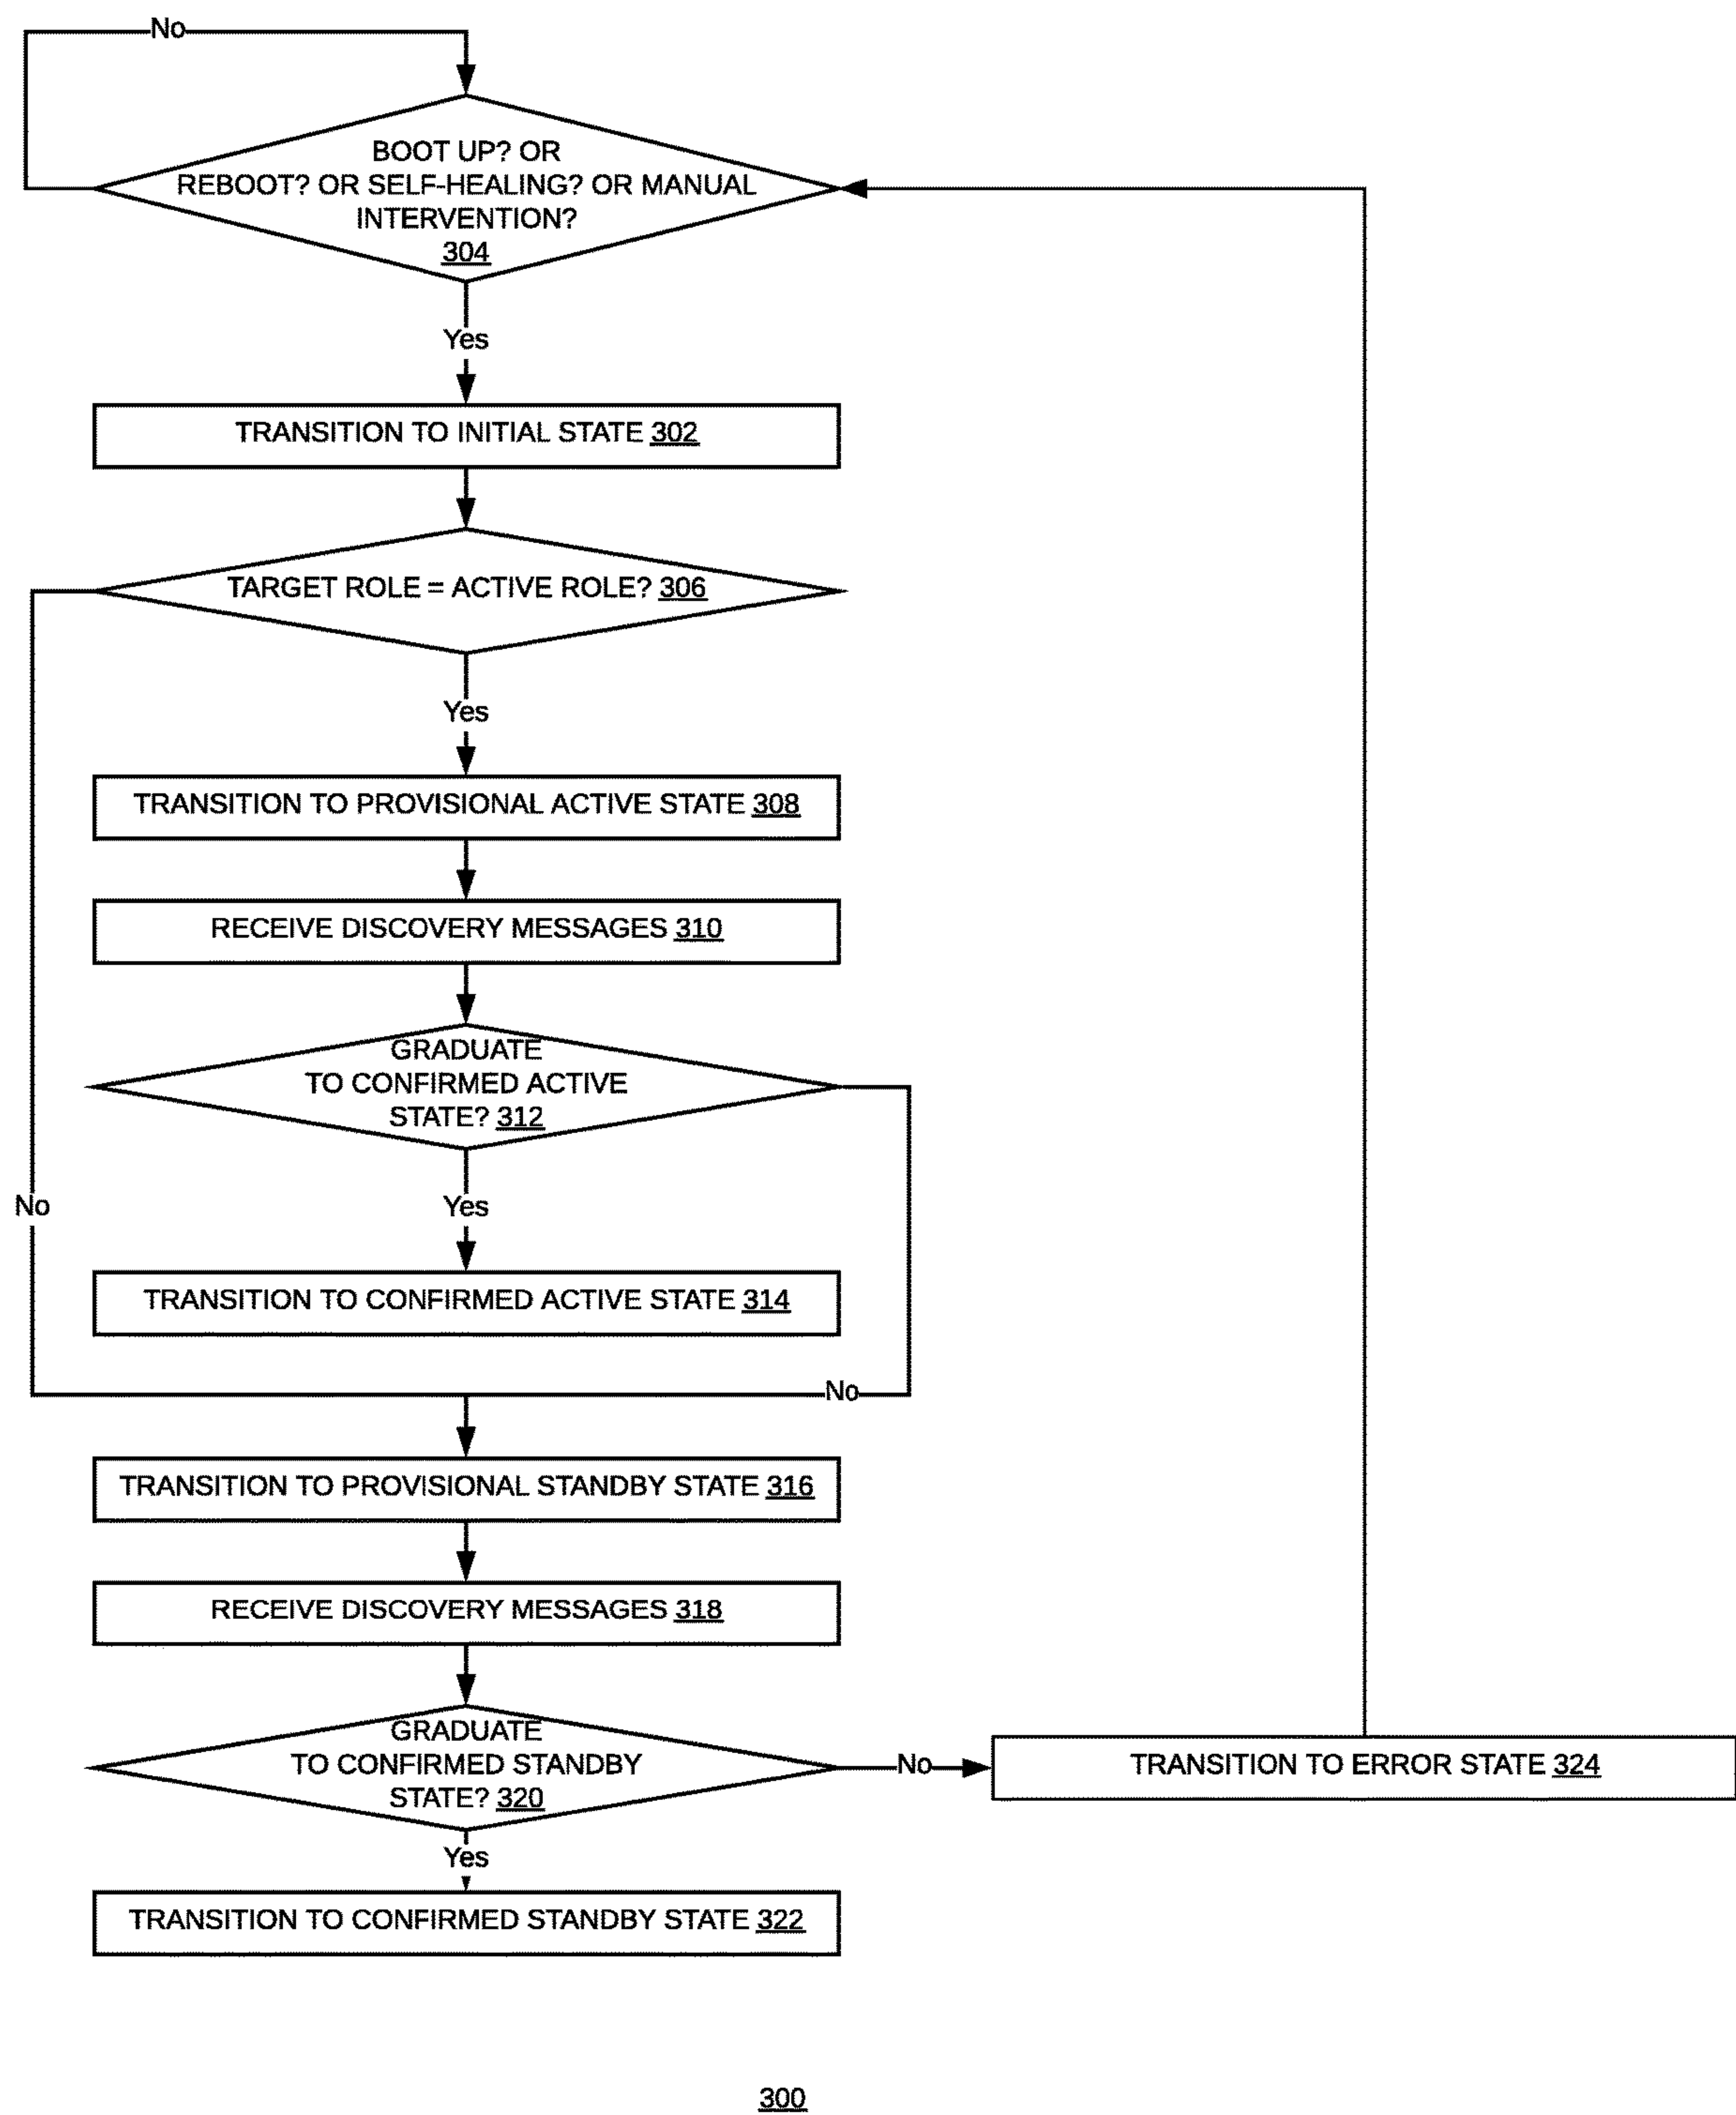 No
BOOT UP? OR
REBOOT? OR SELF-HEALING? OR MANUAL
INTERVENTION?
304
Yes
TRANSITION TO INITIAL STATE 302
TARGET ROLE = ACTIVE ROLE? 306
Yes
TRANSITION TO PROVISIONAL ACTIVE STATE 308
RECEIVE DISCOVERY MESSAGES 310
GRADUATE
TO CONFIRMED ACTIVE
STATE? 312
No
Yes
TRANSITION TO CONFIRMED ACTIVE STATE 314
No
TRANSITION TO PROVISIONAL STANDBY STATE 316
RECEIVE DISCOVERY MESSAGES 318
GRADUATE
TO CONFIRMED STANDBY
STATE? 320
No
TRANSITION TO ERROR STATE 324
Yes
TRANSITION TO CONFIRMED STANDBY STATE 322
300